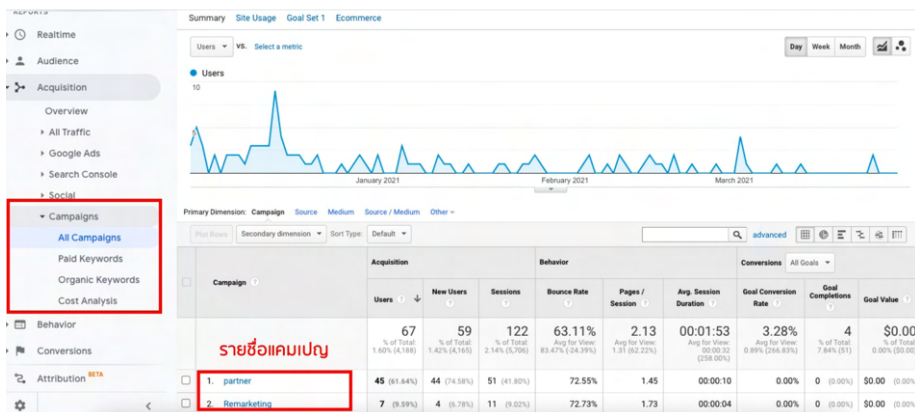 REPORTS
Realtime
Audience
Acquisition
Overview
All Traffic
Google Ads
Search Console
Social
Campaigns
All Campaigns
Paid Keywords
Organic Keywords
Cost Analysis
Behavior
Conversions
Attribution BETA
Summary Site Usage Goal Set 1 Ecommerce
Users VS. Select a metric Day Week Month
Users
10
5
January 2021 February 2021 March 2021
Primary Dimension: Campaign Source Medium Source / Medium Other
Plot Rows Secondary dimension Sort Type: Default advanced
Acquisition Behavior Conversions All Goals
Campaign Users New Users Sessions Bounce Rate Pages / Session Avg. Session Duration Goal Conversion Rate Goal Completions Goal Value
67 59 122 63.11% 2.13 00:01:53 3.28% 4 $0.00
% of Total: 1.60% (4,188) % of Total: 1.42% (4,165) % of Total: 2.14% (5,706) Avg for View: 83.47% (-24.39%) Avg for View: 1.31 (62.22%) Avg for View: 00:00:32 (258.00%) Avg for View: 0.89% (266.83%) % of Total: 7.84% (51) % of Total: 0.00% ($0.00
รายชื่อแคมเปญ
1. partner 45 (61.64%) 44 (74.58%) 51 (41.80%) 72.55% 1.45 00:00:10 0.00% 0 (0.00%) $0.00 (0.00%
2. Remarketing 7 (9.59%) 4 (6.78%) 11 (9.02%) 72.73% 1.73 00:00:04 0.00% 0 (0.00%) $0.00 (0.00%